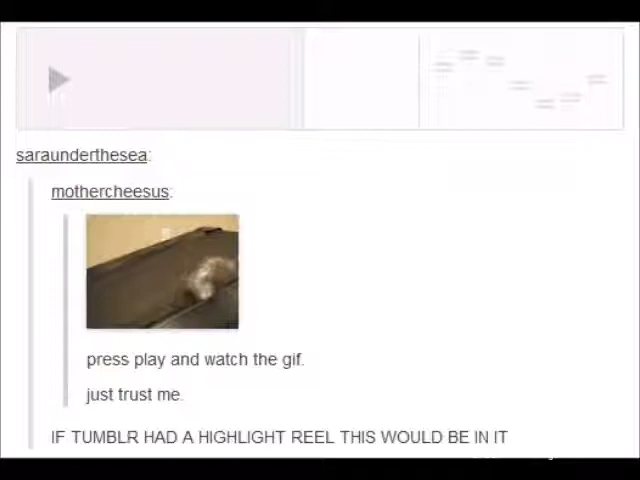 saraunderthesea:
mothercheesus:
press play and watch the gif.
just trust me.
IF TUMBLR HAD A HIGHLIGHT REEL THIS WOULD BE IN IT